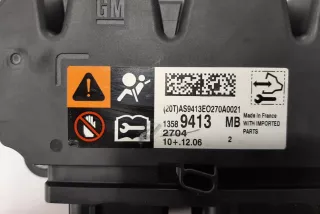 GM
(20T)AS9413EO270A0021
1358 9413 MB
2704
10+.12.06 2
Made in France
WITH IMPORTED
PARTS